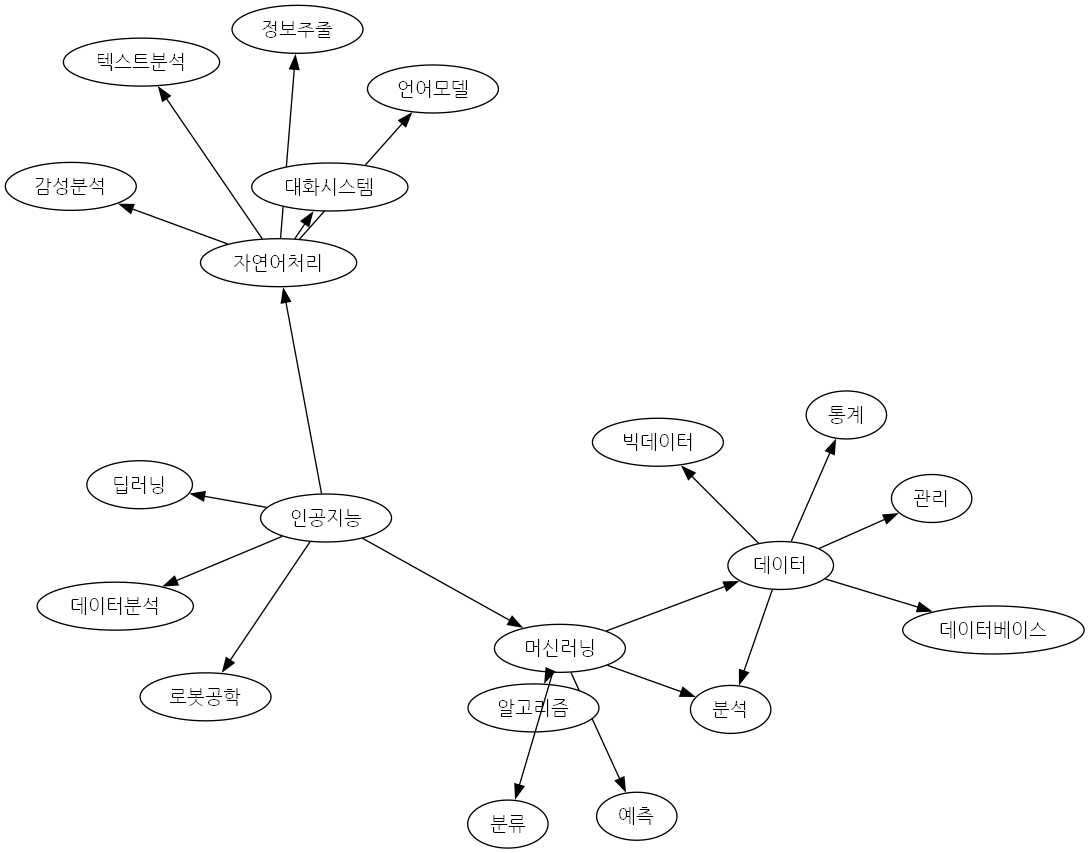 정보추출
텍스트분석
언어모델
감성분석
대화시스템
자연어처리
통계
빅데이터
딥러닝
관리
인공지능
데이터
데이터분석
데이터베이스
머신러닝
로봇공학
알고리즘
분석
분류
예측